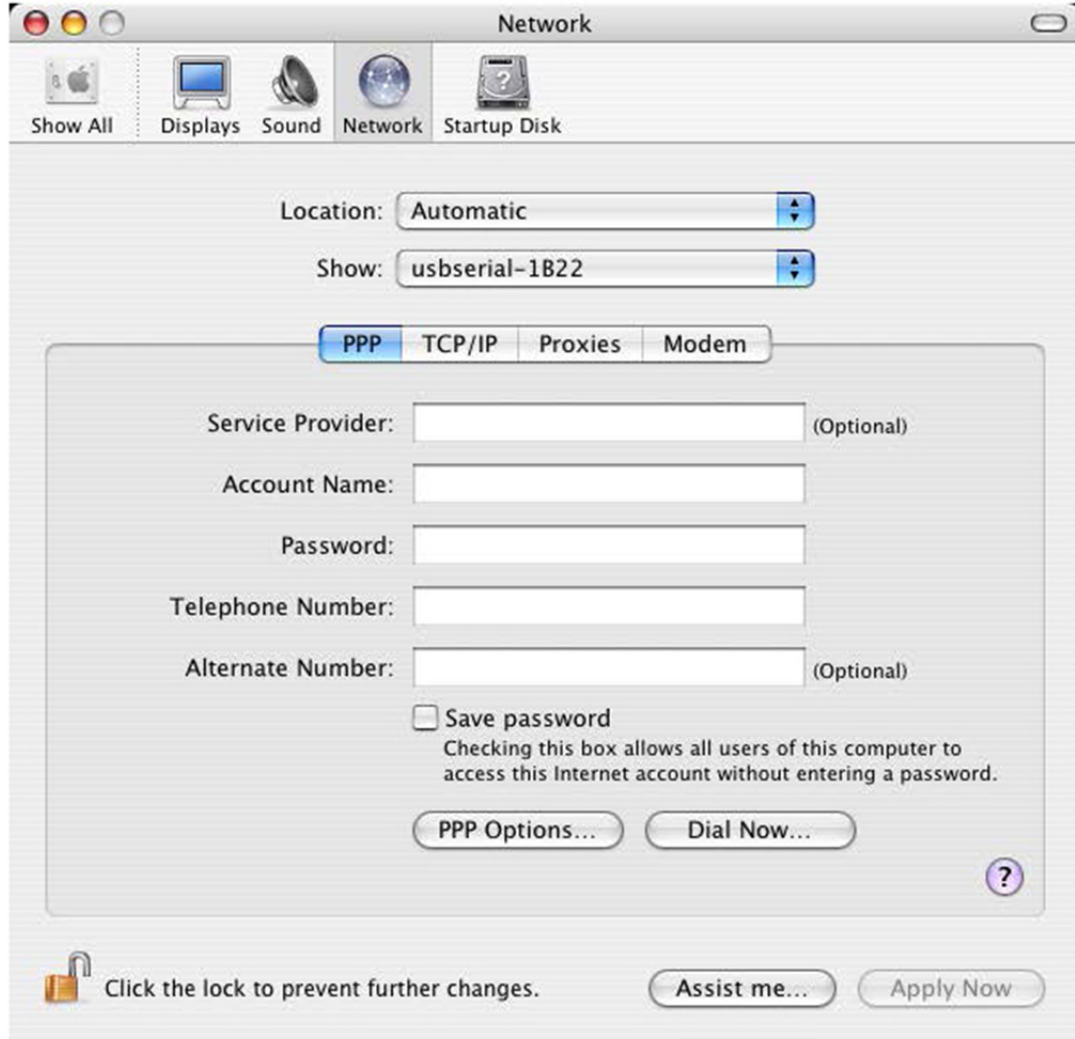 Network
Show All
Displays
Sound
Network
Startup Disk
Location: Automatic
Show: usbserial-1B22
PPP TCP/IP Proxies Modem
Service Provider: (Optional)
Account Name:
Password:
Telephone Number:
Alternate Number: (Optional)
Save password
Checking this box allows all users of this computer to
access this Internet account without entering a password.
PPP Options... Dial Now...
?
Click the lock to prevent further changes. Assist me... Apply Now